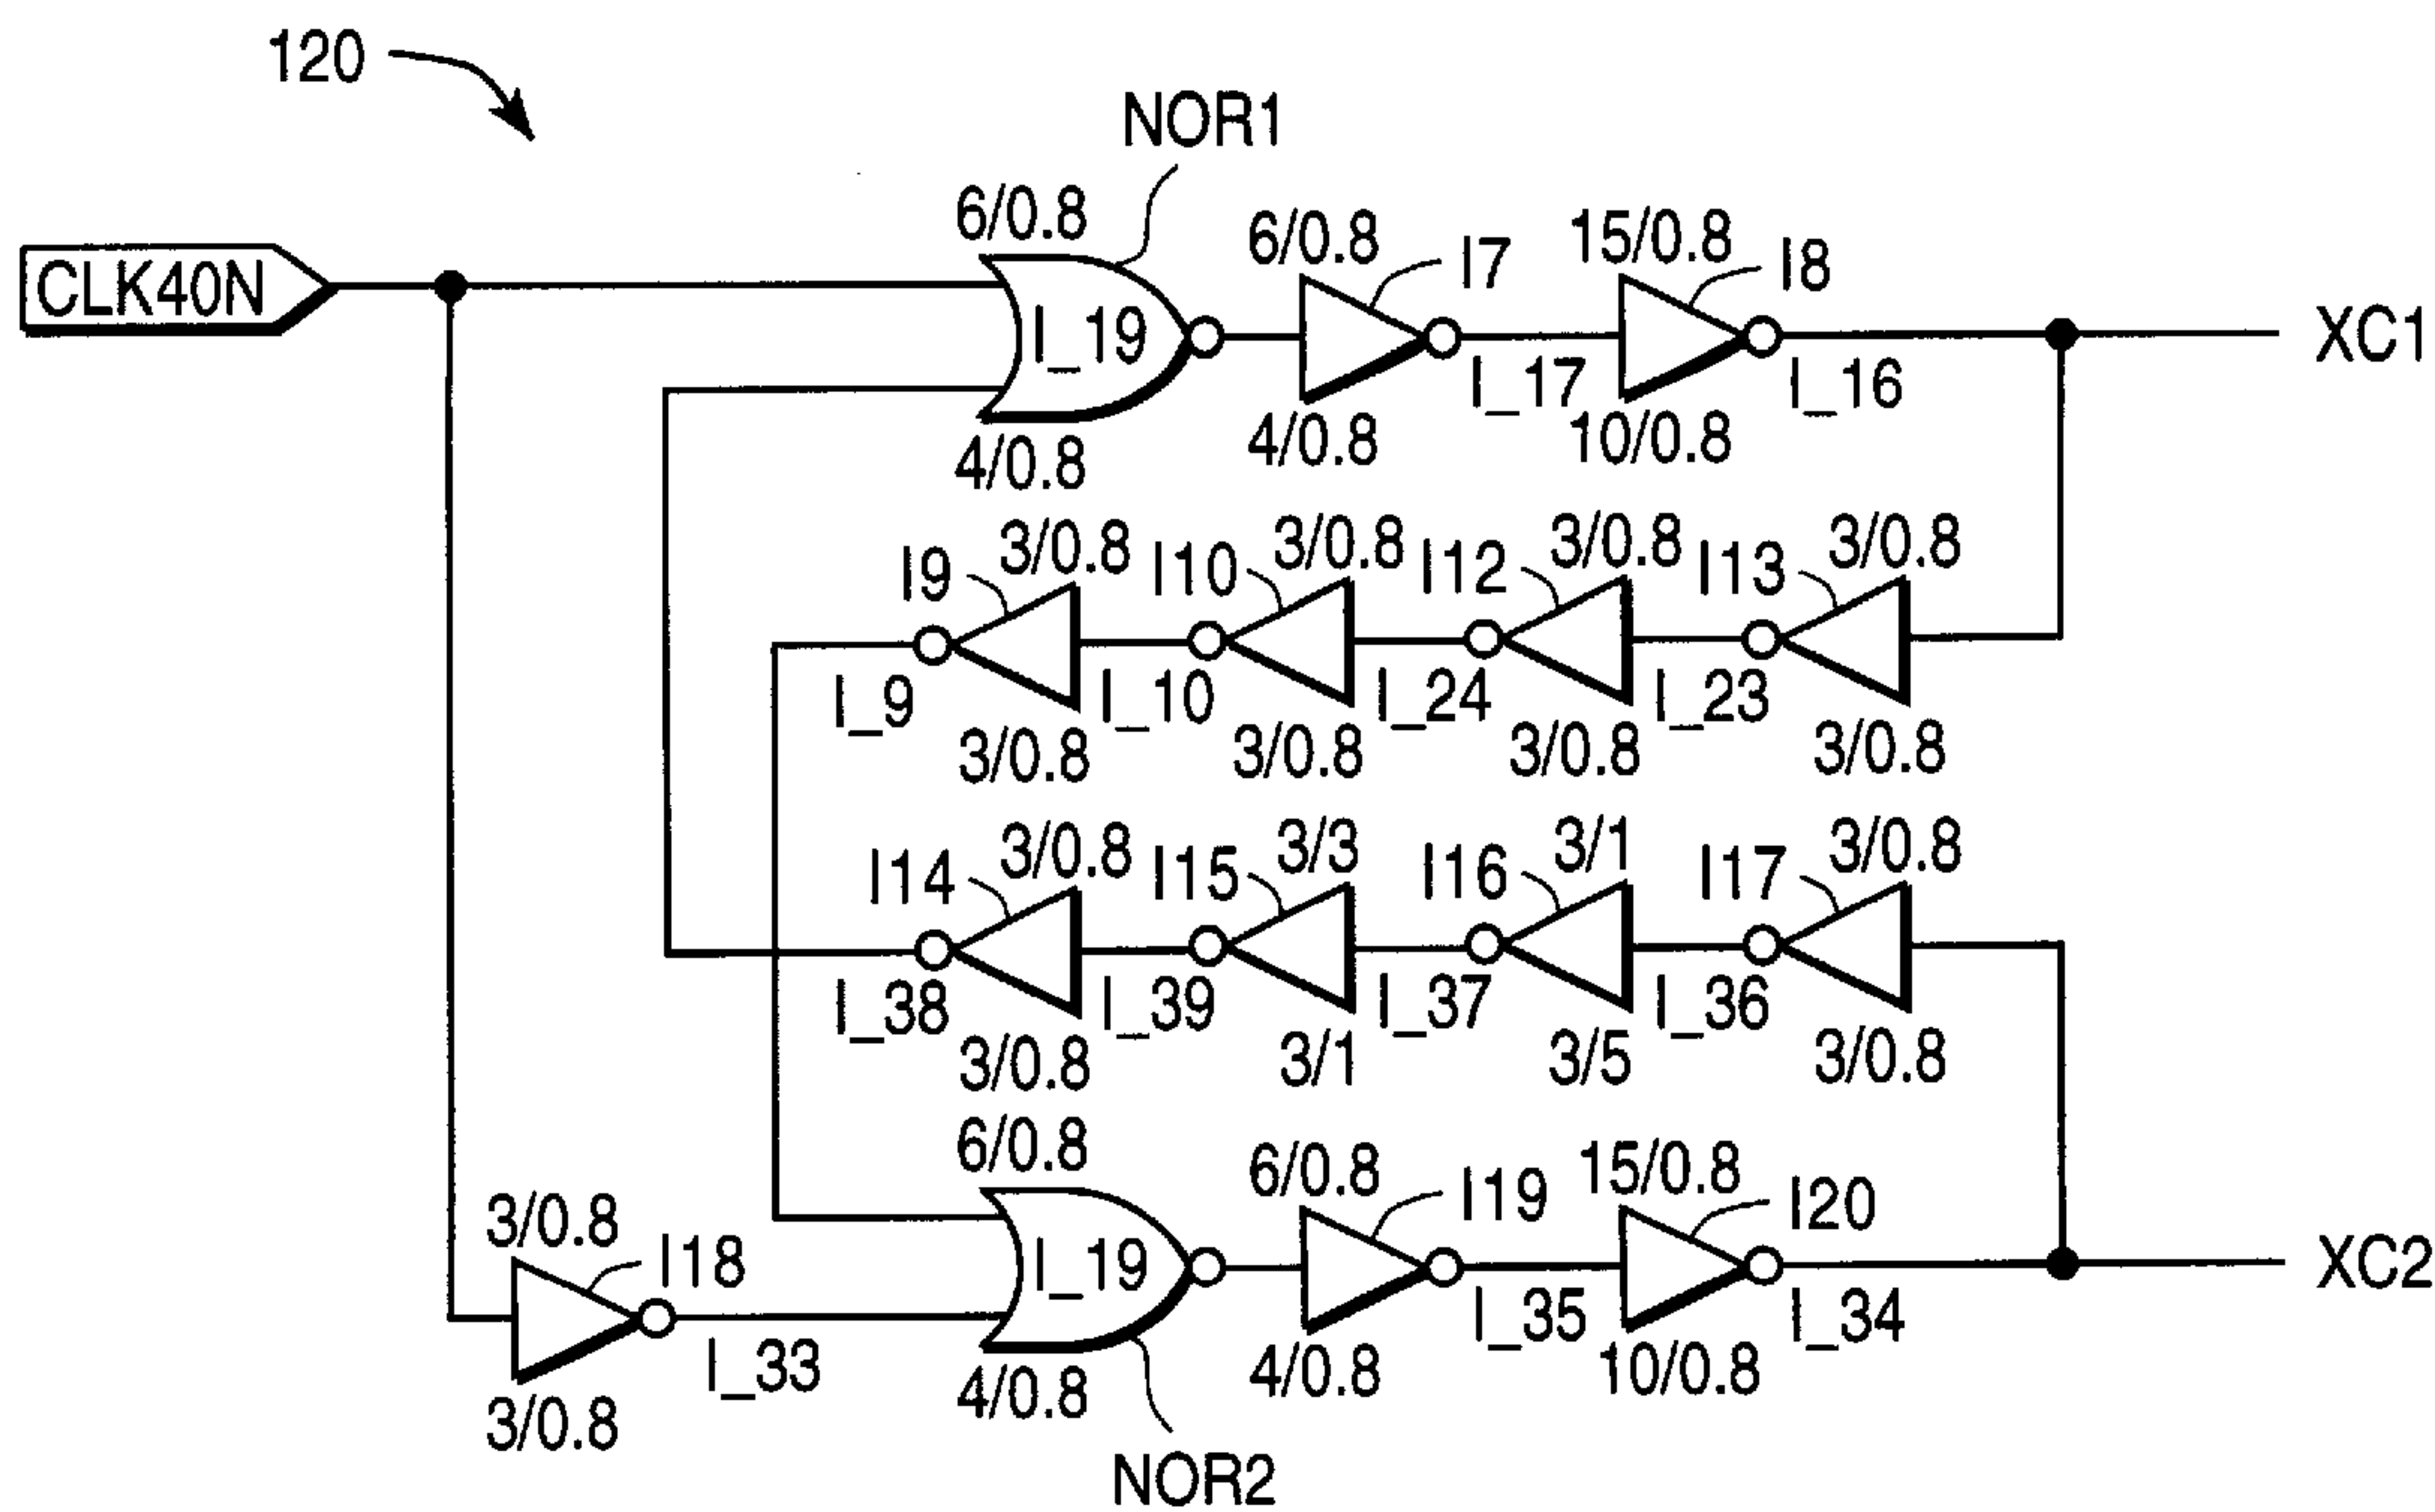 120
NOR1
6/0.8
6/0.8
I7
15/0.8
I8
CLK40N
I_19
XC1
I_17
I_16
4/0.8
4/0.8
10/0.8
I9
3/0.8
I10
3/0.8
I12
3/0.8
I13
3/0.8
I_9
I_10
I_24
I_23
3/0.8
3/0.8
3/0.8
3/0.8
I14
3/0.8
I15
3/3
I16
3/1
I17
3/0.8
I_38
I_39
I_37
I_36
3/0.8
3/1
3/5
3/0.8
6/0.8
6/0.8
I19
15/0.8
I20
3/0.8
I18
I_19
XC2
I_33
I_35
I_34
3/0.8
4/0.8
4/0.8
10/0.8
NOR2